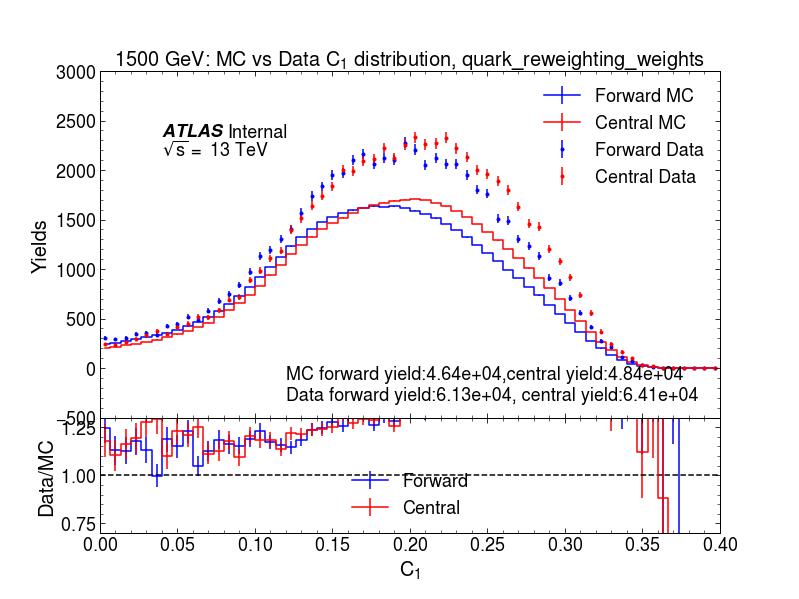 1500 GeV: MC vs Data C₁ distribution, quark_reweighting_weights
3000
2500
2000
1500
1000
500
0
−500
Yields
ATLAS Internal
√s = 13 TeV
Forward MC
Central MC
Forward Data
Central Data
MC forward yield:4.64e+04,central yield:4.84e+04
Data forward yield:6.13e+04, central yield:6.41e+04
1.25
1.00
0.75
Data/MC
Forward
Central
0.00 0.05 0.10 0.15 0.20 0.25 0.30 0.35 0.40
C₁